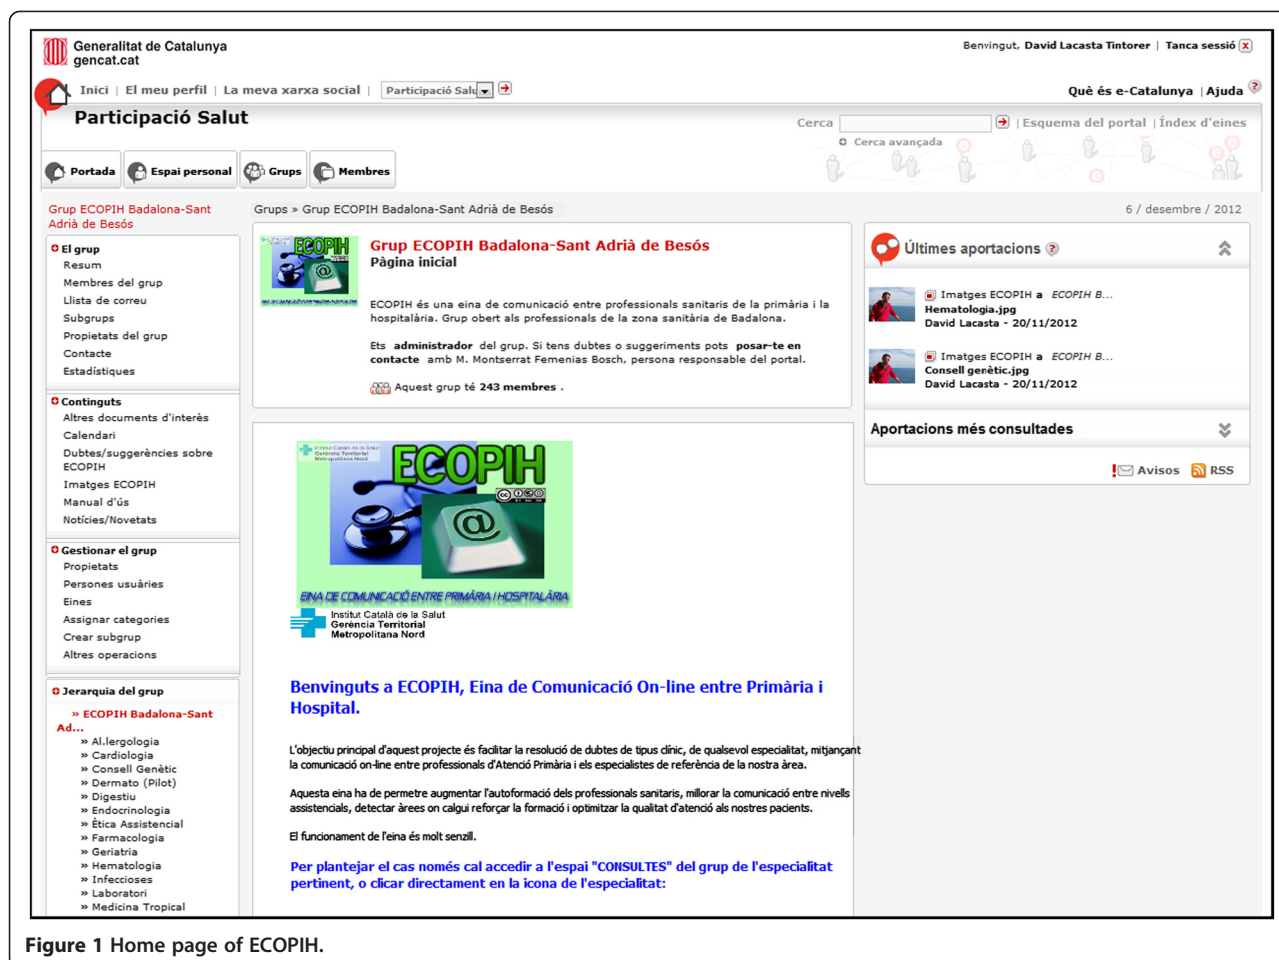 Generalitat de Catalunya
gencat.cat
Benvingut, David Lacasta Tintorer | Tanca sessió x
Inici | El meu perfil | La meva xarxa social | Participació Salu
Què és e-Catalunya | Ajuda ?
Participació Salut
Cerca | Esquema del portal | Índex d'eines
Cerca avançada
Portada Espai personal Grups Membres
Grup ECOPIH Badalona-Sant
Adrià de Besós
El grup
Resum
Membres del grup
Llista de correu
Subgrups
Propietats del grup
Contacte
Estadístiques
Continguts
Altres documents d'interès
Calendari
Dubtes/suggerències sobre
ECOPIH
Imatges ECOPIH
Manual d'ús
Notícies/Novetats
Gestionar el grup
Propietats
Persones usuàries
Eines
Assignar categories
Crear subgrup
Altres operacions
Jerarquia del grup
» ECOPIH Badalona-Sant
Ad...
» Al.lergologia
» Cardiologia
» Consell Genètic
» Dermato (Pilot)
» Digestiu
» Endocrinologia
» Ètica Assistencial
» Farmacologia
» Geriatria
» Hematologia
» Infeccioses
» Laboratori
» Medicina Tropical
Grups » Grup ECOPIH Badalona-Sant Adrià de Besós
6 / desembre / 2012
ECOPIH
@
Grup ECOPIH Badalona-Sant Adrià de Besós
Pàgina inicial
ECOPIH és una eina de comunicació entre professionals sanitaris de la primària i la
hospitalària. Grup obert als professionals de la zona sanitària de Badalona.
Ets administrador del grup. Si tens dubtes o suggeriments pots posar-te en
contacte amb M. Montserrat Femenias Bosch, persona responsable del portal.
Aquest grup té 243 membres .
Institut Català de la Salut
Gerència Territorial
Metropolitana Nord
ECOPIH
@
EINA DE COMUNICACIÓ ENTRE PRIMÀRIA I HOSPITALÀRIA
Institut Català de la Salut
Gerència Territorial
Metropolitana Nord
Benvinguts a ECOPIH, Eina de Comunicació On-line entre Primària i
Hospital.
L'objectiu principal d'aquest projecte és facilitar la resolució de dubtes de tipus clínic, de qualsevol especialitat, mitjançant
la comunicació on-line entre professionals d'Atenció Primària i els especialistes de referència de la nostra àrea.
Aquesta eina ha de permetre augmentar l'autoformació dels professionals sanitaris, millorar la comunicació entre nivells
assistencials, detectar àrees on calgui reforçar la formació i optimitzar la qualitat d'atenció als nostres pacients.
El funcionament de l'eina és molt senzill.
Per plantejar el cas només cal accedir a l'espai "CONSULTES" del grup de l'especialitat
pertinent, o clicar directament en la icona de l'especialitat:
Últimes aportacions ?
Imatges ECOPIH a ECOPIH B...
Hematologia.jpg
David Lacasta - 20/11/2012
Imatges ECOPIH a ECOPIH B...
Consell genètic.jpg
David Lacasta - 20/11/2012
Aportacions més consultades
! Avisos RSS
Figure 1 Home page of ECOPIH.